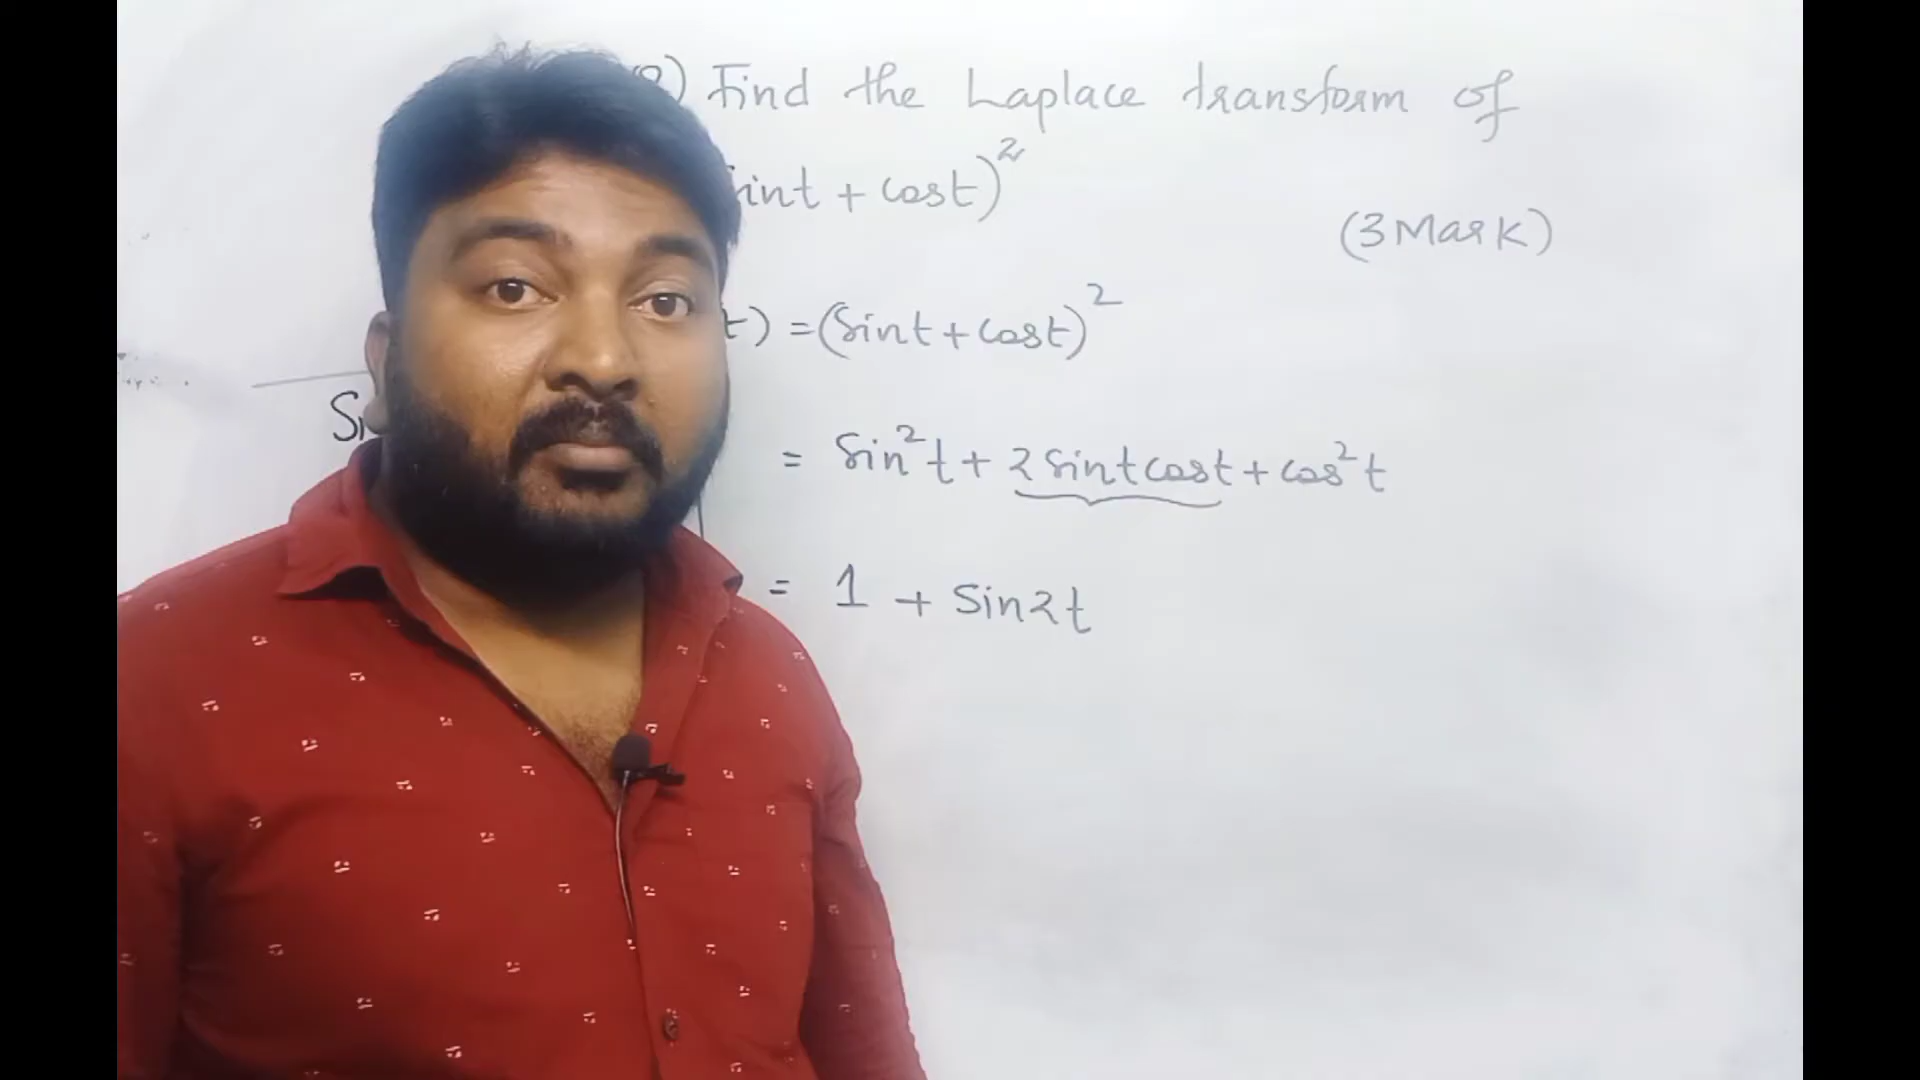 ) Find the Laplace transform of
sint + cost)²
(3 Mark)
t) = (sint + cost)²
= sin²t + 2 sint cost + cos²t
= 1 + sin2t